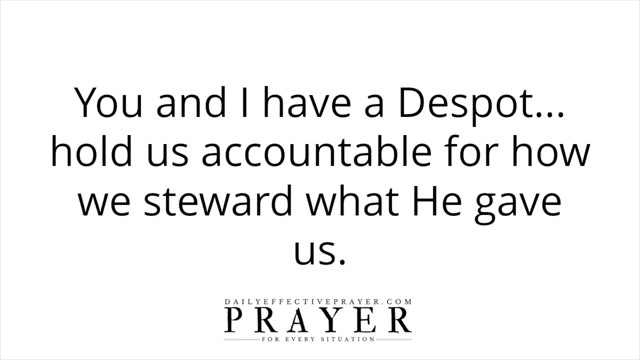 You and I have a Despot...
hold us accountable for how
we steward what He gave
us.
DAILYEFFECTIVEPRAYER.COM
PRAYER
FOR EVERY SITUATION